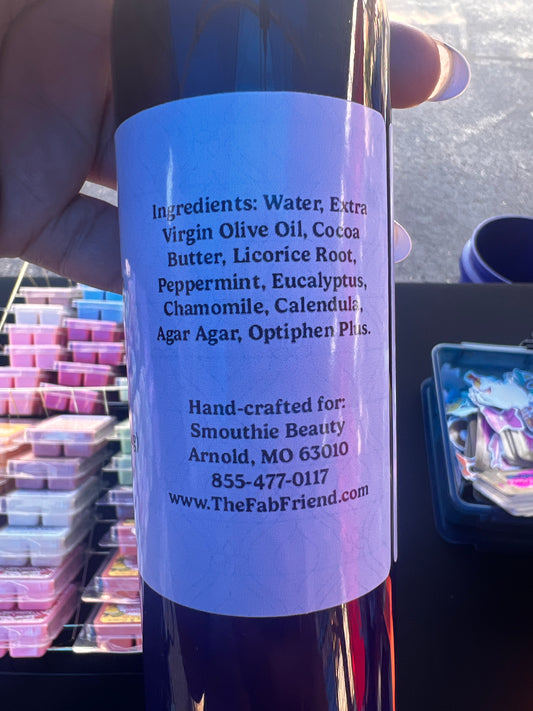 Ingredients: Water, Extra
Virgin Olive Oil, Cocoa
Butter, Licorice Root,
Peppermint, Eucalyptus,
Chamomile, Calendula,
Agar Agar, Optiphen Plus.
Hand-crafted for:
Smouthie Beauty
Arnold, MO 63010
855-477-0117
www.TheFabFriend.com